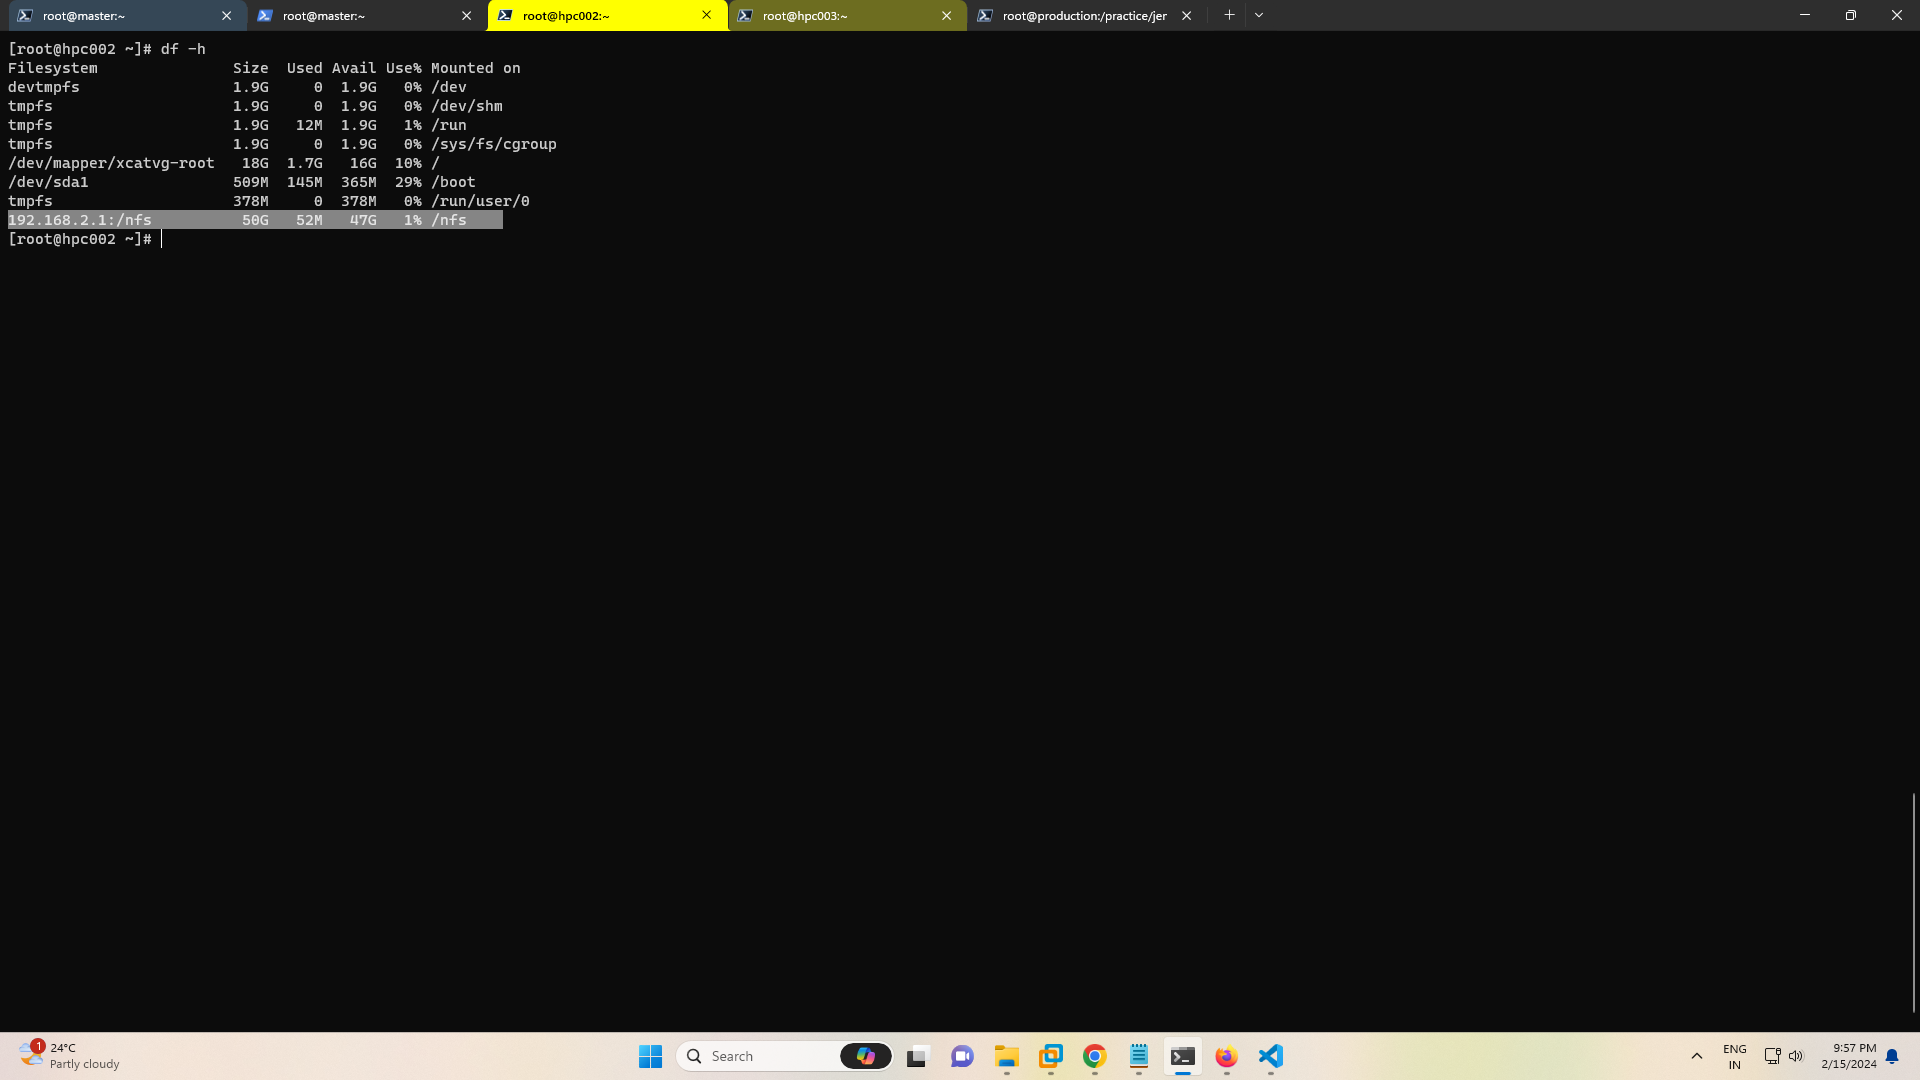 root@master:~ root@master:~ root@hpc002:~ root@hpc003:~ root@production:/practice/jer
[root@hpc002 ~]# df -h
Filesystem               Size  Used Avail Use% Mounted on
devtmpfs                 1.9G     0  1.9G   0% /dev
tmpfs                    1.9G     0  1.9G   0% /dev/shm
tmpfs                    1.9G   12M  1.9G   1% /run
tmpfs                    1.9G     0  1.9G   0% /sys/fs/cgroup
/dev/mapper/xcatvg-root   18G  1.7G   16G  10% /
/dev/sda1                509M  145M  365M  29% /boot
tmpfs                    378M     0  378M   0% /run/user/0
192.168.2.1:/nfs          50G   52M   47G   1% /nfs
[root@hpc002 ~]#
1
24°C
Partly cloudy
Search
ENG
IN
9:57 PM
2/15/2024